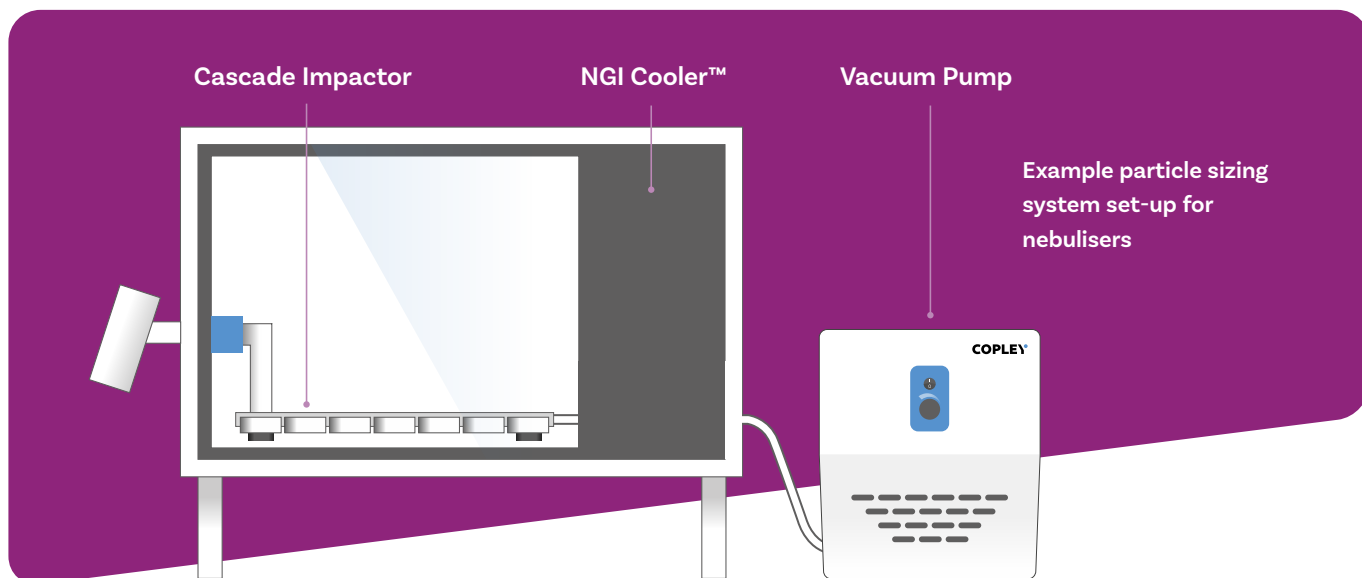 Cascade Impactor
NGI Cooler™
Vacuum Pump
Example particle sizing
system set-up for
nebulisers
COPLEY